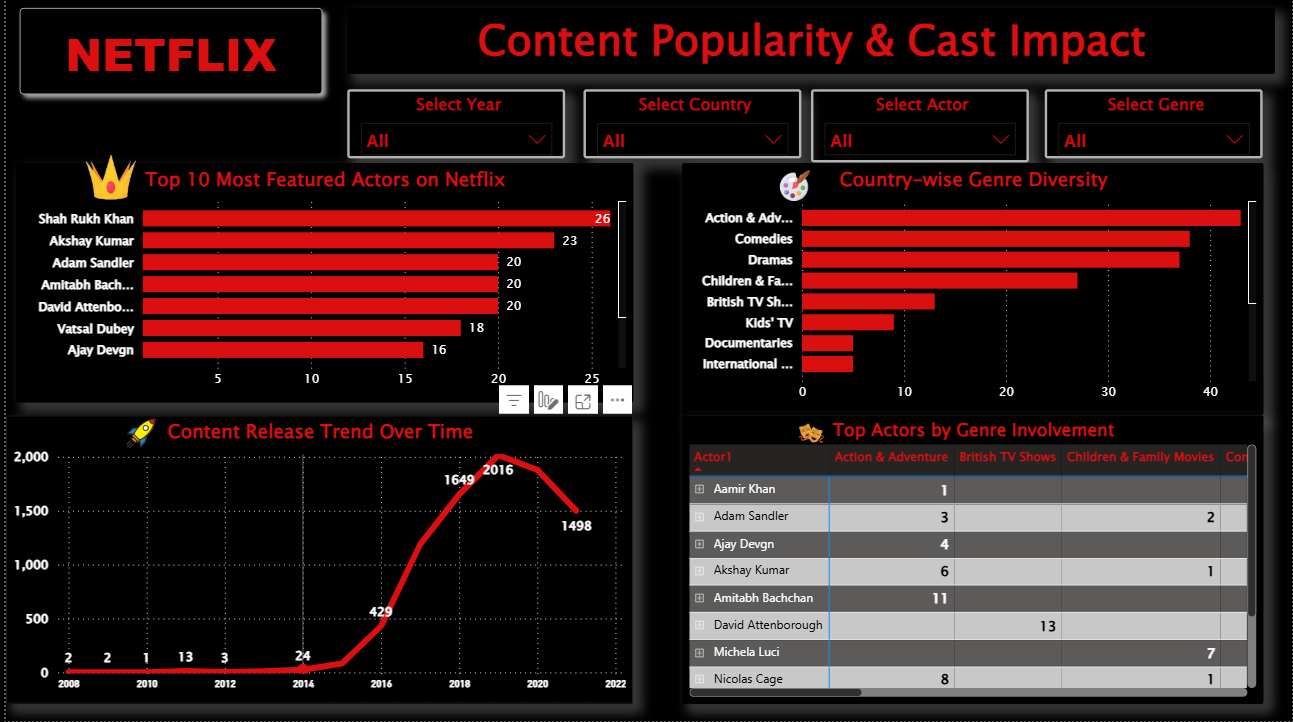 NETFLIX
Content Popularity & Cast Impact
Select Year
All
Select Country
All
Select Actor
All
Select Genre
All
Top 10 Most Featured Actors on Netflix
Shah Rukh Khan 26
Akshay Kumar 23
Adam Sandler 20
Amitabh Bach... 20
David Attenbo... 20
Vatsal Dubey 18
Ajay Devgn 16
5 10 15 20 25
Country-wise Genre Diversity
Action & Adv...
Comedies
Dramas
Children & Fa...
British TV Sh...
Kids' TV
Documentaries
International ...
0 10 20 30 40
Content Release Trend Over Time
2,000
1,500
1,000
500
0
2 2 1 13 3 24 429 1649 2016 1498
2008 2010 2012 2014 2016 2018 2020 2022
Top Actors by Genre Involvement
Actor1 Action & Adventure British TV Shows Children & Family Movies Con
Aamir Khan 1
Adam Sandler 3 2
Ajay Devgn 4
Akshay Kumar 6 1
Amitabh Bachchan 11
David Attenborough 13
Michela Luci 7
Nicolas Cage 8 1